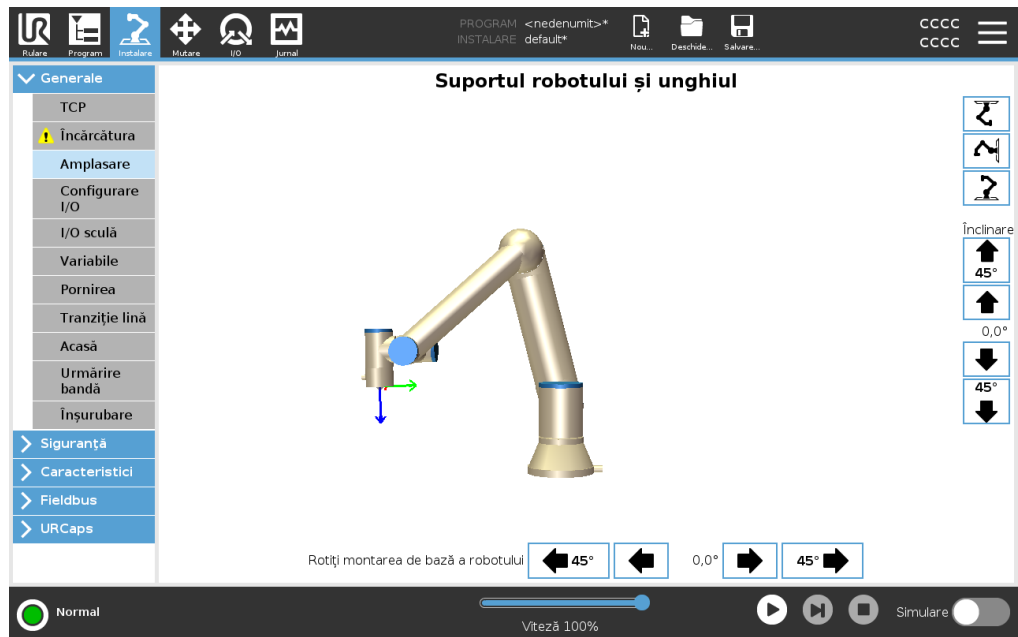 UR
Rulare
Program
Instalare
Mutare
I/O
Jurnal
PROGRAM <nedenumit>*
INSTALARE default*
Nou...
Deschide...
Salvare...
CCCC
CCCC
Generale
TCP
Încărcătura
Amplasare
Configurare
I/O
I/O sculă
Variabile
Pornirea
Tranziție lină
Acasă
Urmărire
bandă
Înșurubare
Siguranţă
Caracteristici
Fieldbus
URCaps
Suportul robotului și unghiul
Înclinare
45°
0,0°
45°
Rotiți montarea de bază a robotului
45°
0,0°
45°
Normal
Viteză 100%
Simulare